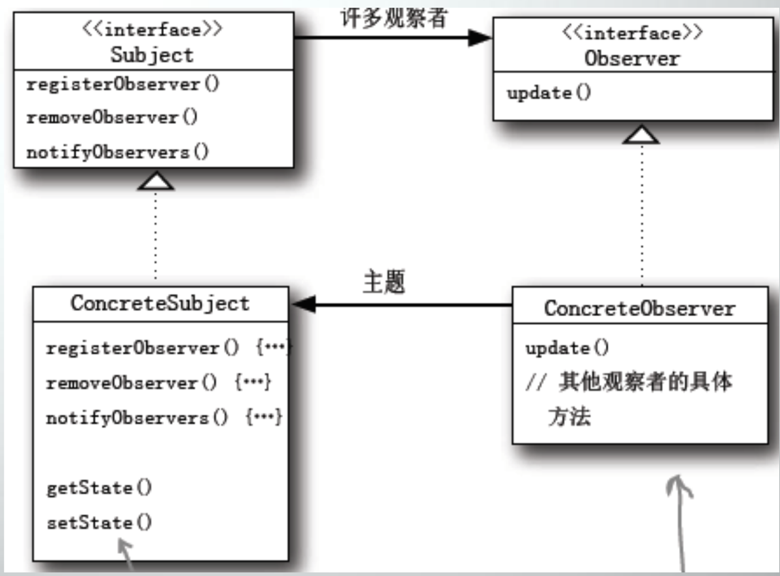 <<interface>>
Subject
registerObserver()
removeObserver()
notifyObservers()
许多观察者
<<interface>>
Observer
update()
ConcreteSubject
registerObserver() {…}
removeObserver() {…}
notifyObservers() {…}
getState()
setState()
主题
ConcreteObserver
update()
// 其他观察者的具体
方法